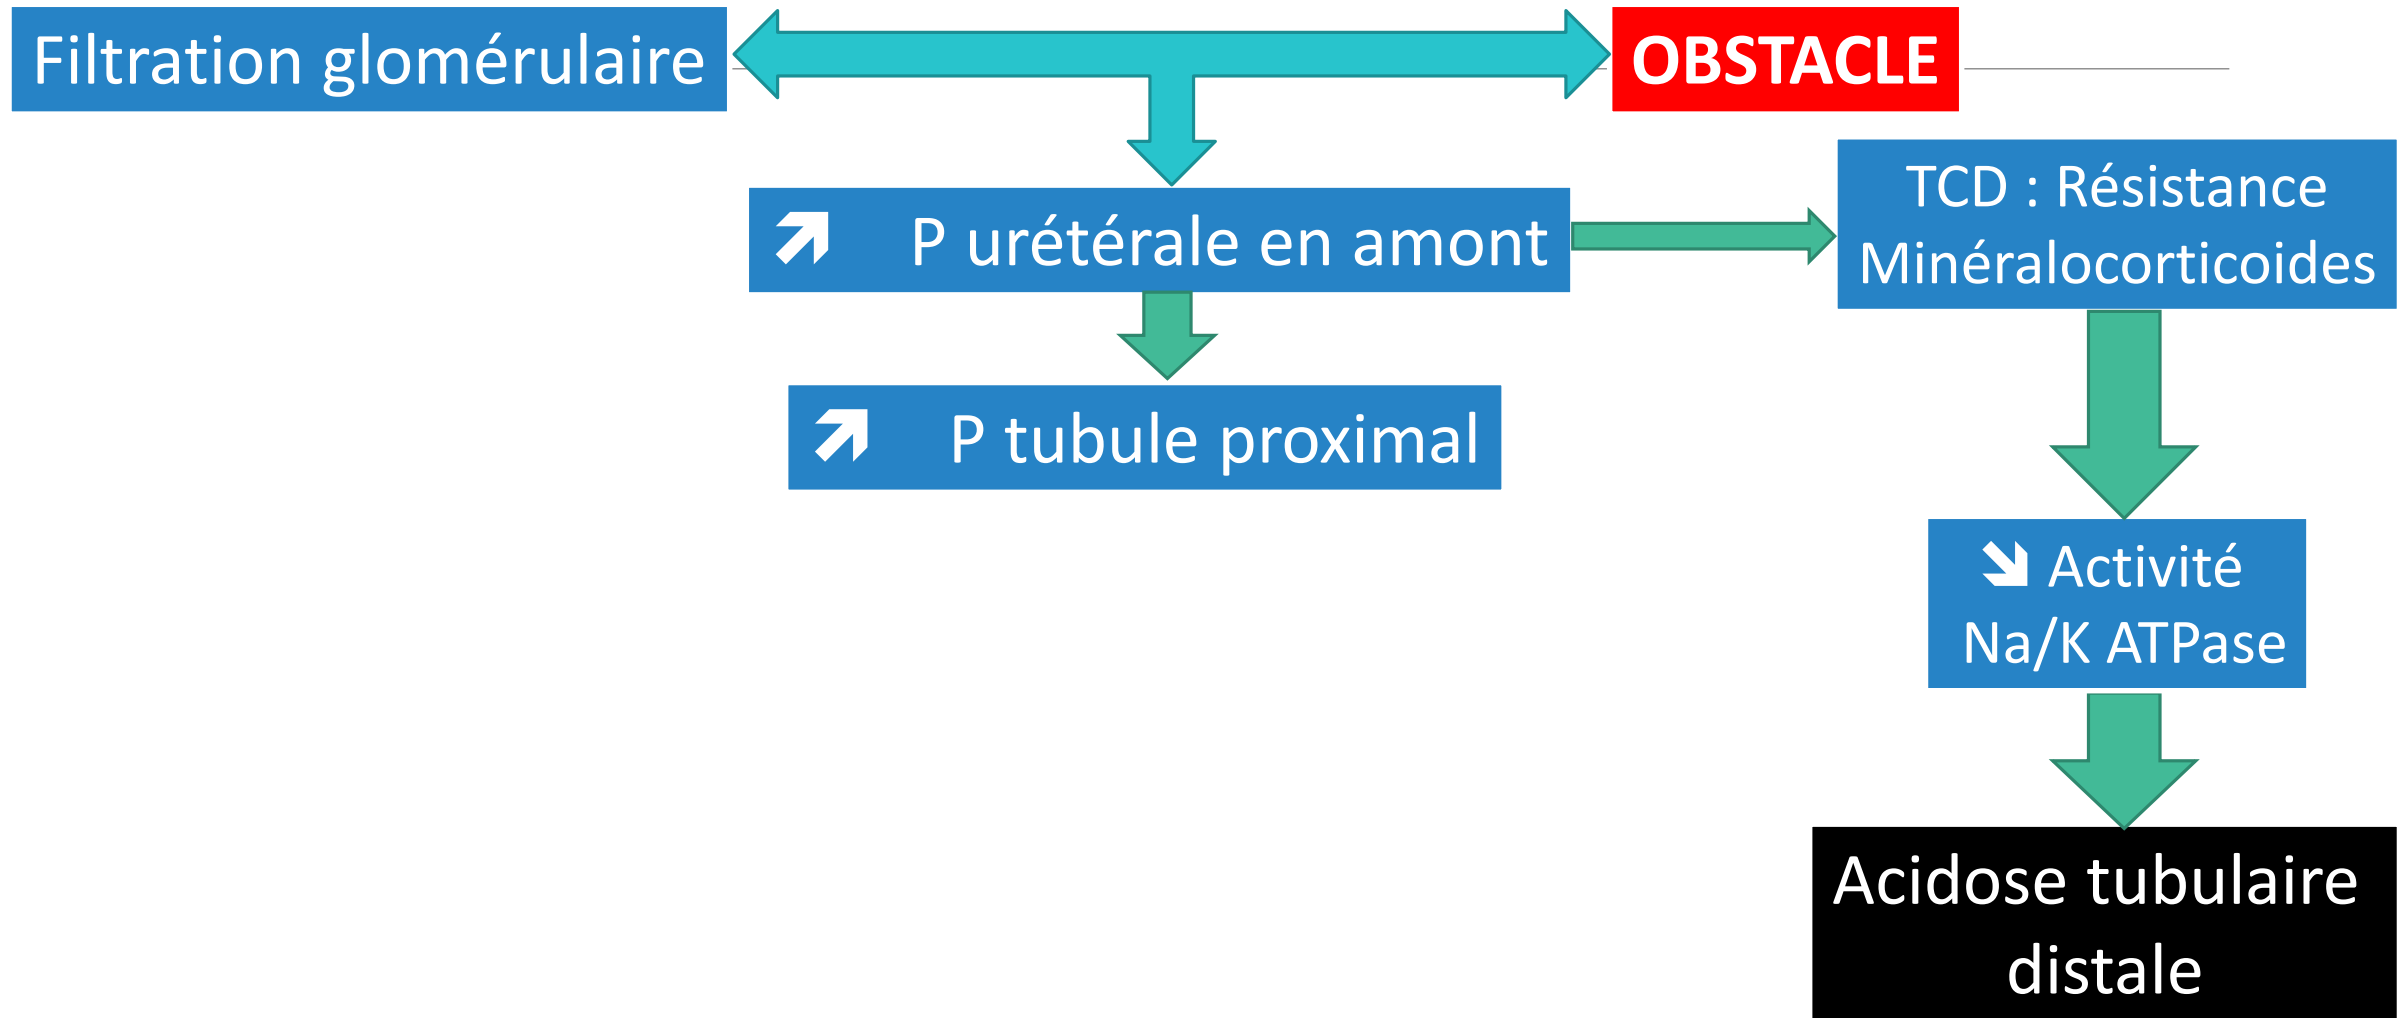 Filtration glomérulaire
OBSTACLE
P urétérale en amont
TCD : Résistance
Minéralocorticoides
P tubule proximal
Activité
Na/K ATPase
Acidose tubulaire
distale